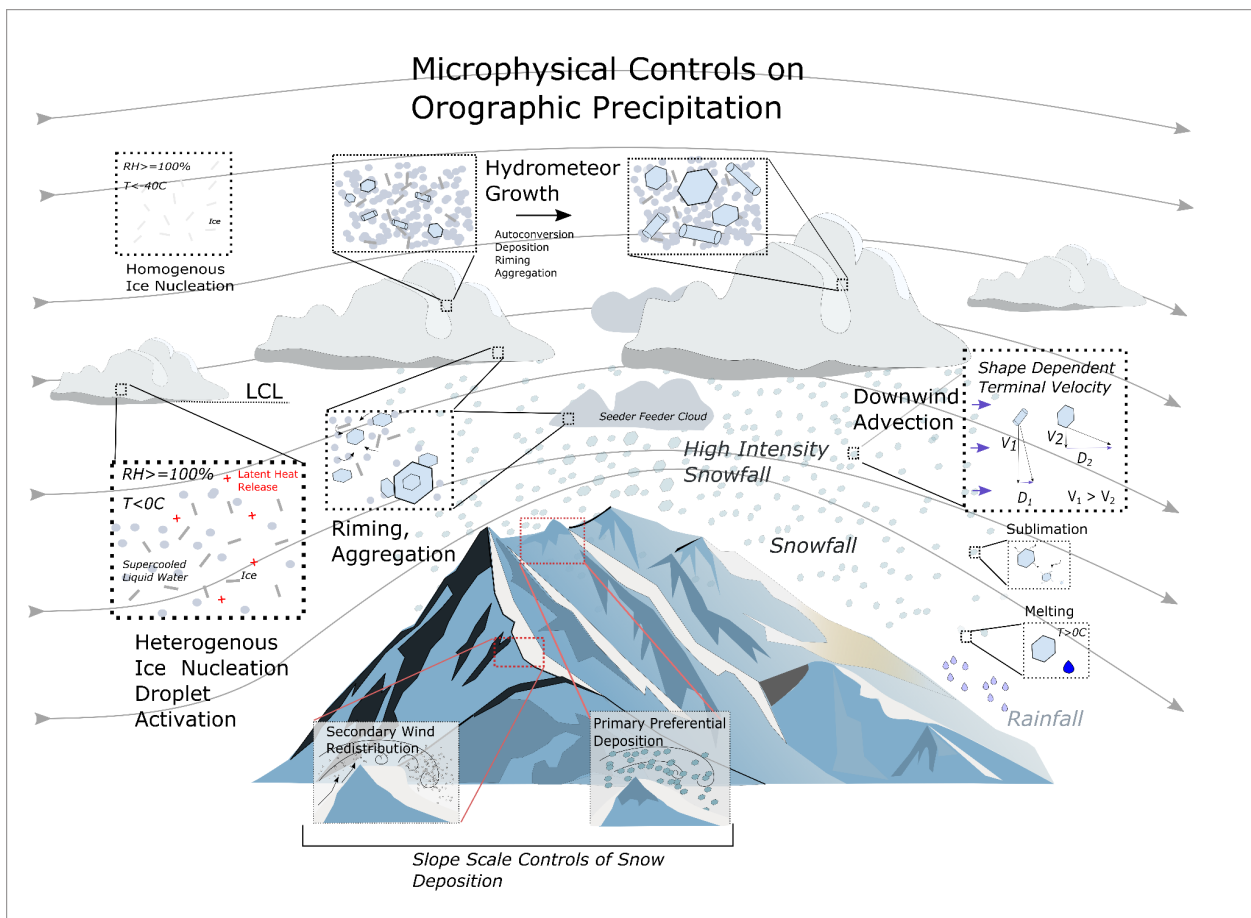 Microphysical Controls on
Orographic Precipitation
RH>=100%
T<-40C
Ice
Homogenous
Ice Nucleation
Hydrometeor
Growth
Autoconversion
Deposition
Riming
Aggregation
LCL
RH>=100%
Latent Heat
Release
T<0C
Supercooled
Liquid Water
Ice
Heterogenous
Ice Nucleation
Droplet
Activation
Riming,
Aggregation
Seeder Feeder Cloud
High Intensity
Snowfall
Snowfall
Downwind
Advection
Shape Dependent
Terminal Velocity
V1
V2
D2
D1
V1 > V2
Sublimation
Melting
T>0C
Rainfall
Secondary Wind
Redistribution
Primary Preferential
Deposition
Slope Scale Controls of Snow
Deposition